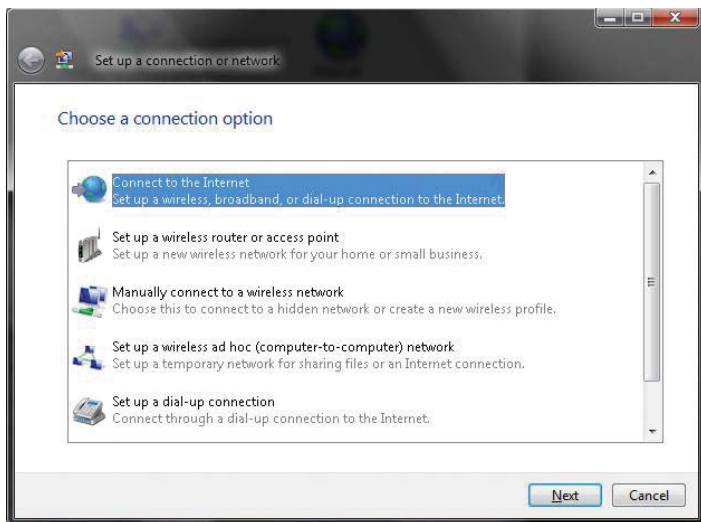 Set up a connection or network
Choose a connection option
Connect to the Internet
Set up a wireless, broadband, or dial-up connection to the Internet.
Set up a wireless router or access point
Set up a new wireless network for your home or small business.
Manually connect to a wireless network
Choose this to connect to a hidden network or create a new wireless profile.
Set up a wireless ad hoc (computer-to-computer) network
Set up a temporary network for sharing files or an Internet connection.
Set up a dial-up connection
Connect through a dial-up connection to the Internet.
Next Cancel